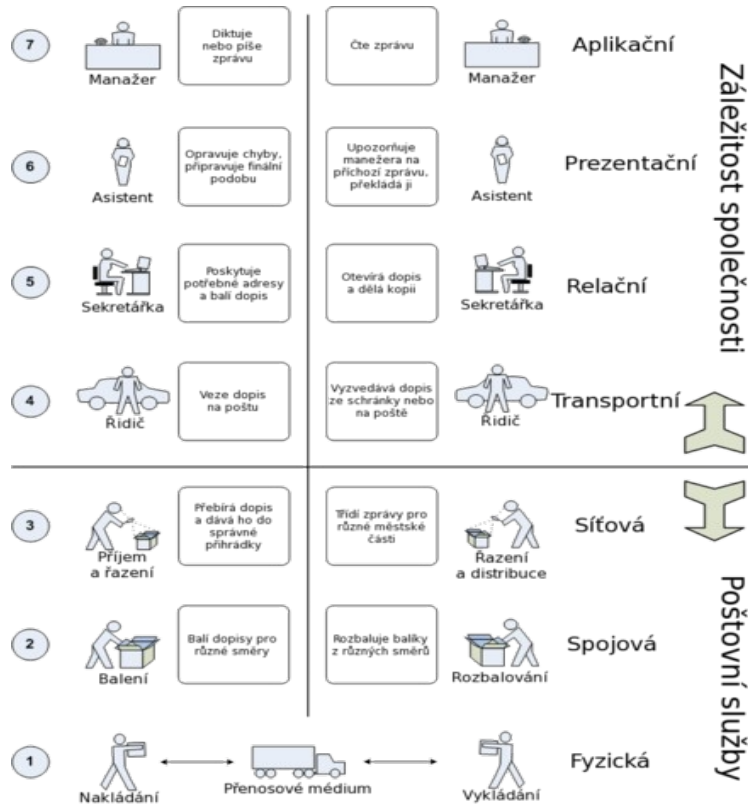 7
Manažer
Diktuje
nebo píše
zprávu
Čte zprávu
Manažer
Aplikační
6
Asistent
Opravuje chyby,
připravuje finální
podobu
Upozorňuje
manežera na
příchozí zprávu,
překládá ji
Asistent
Prezentační
5
Sekretářka
Poskytuje
potřebné adresy
a balí dopis
Otevírá dopis
a dělá kopii
Sekretářka
Relační
4
Řidič
Veze dopis
na poštu
Vyzvedává dopis
ze schránky nebo
na poště
Řidič
Transportní
Záležitost společnosti
3
Příjem
a řazení
Přebírá dopis
a dává ho do
správné
přihrádky
Třídí zprávy pro
různé městské
části
Řazení
a distribuce
Síťová
2
Balení
Balí dopisy pro
různé směry
Rozbaluje balíky
z různých směrů
Rozbalování
Spojová
1
Nakládání
Přenosové médium
Vykládání
Fyzická
Poštovní služby